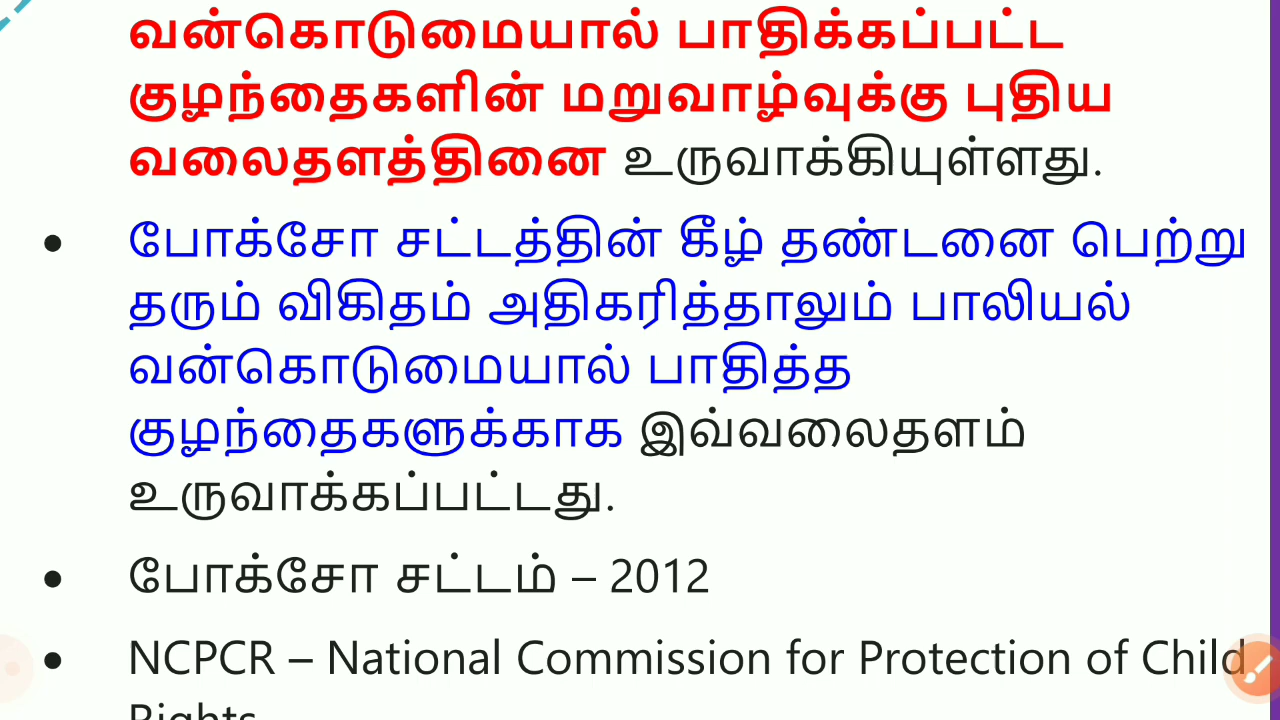 வன்கொடுமையால் பாதிக்கப்பட்ட
குழந்தைகளின் மறுவாழ்வுக்கு புதிய
வலைதளத்தினை உருவாக்கியுள்ளது.
• போக்சோ சட்டத்தின் கீழ் தண்டனை பெற்று
தரும் விகிதம் அதிகரித்தாலும் பாலியல்
வன்கொடுமையால் பாதித்த
குழந்தைகளுக்காக இவ்வலைதளம்
உருவாக்கப்பட்டது.
• போக்சோ சட்டம் – 2012
• NCPCR – National Commission for Protection of Child
Rights